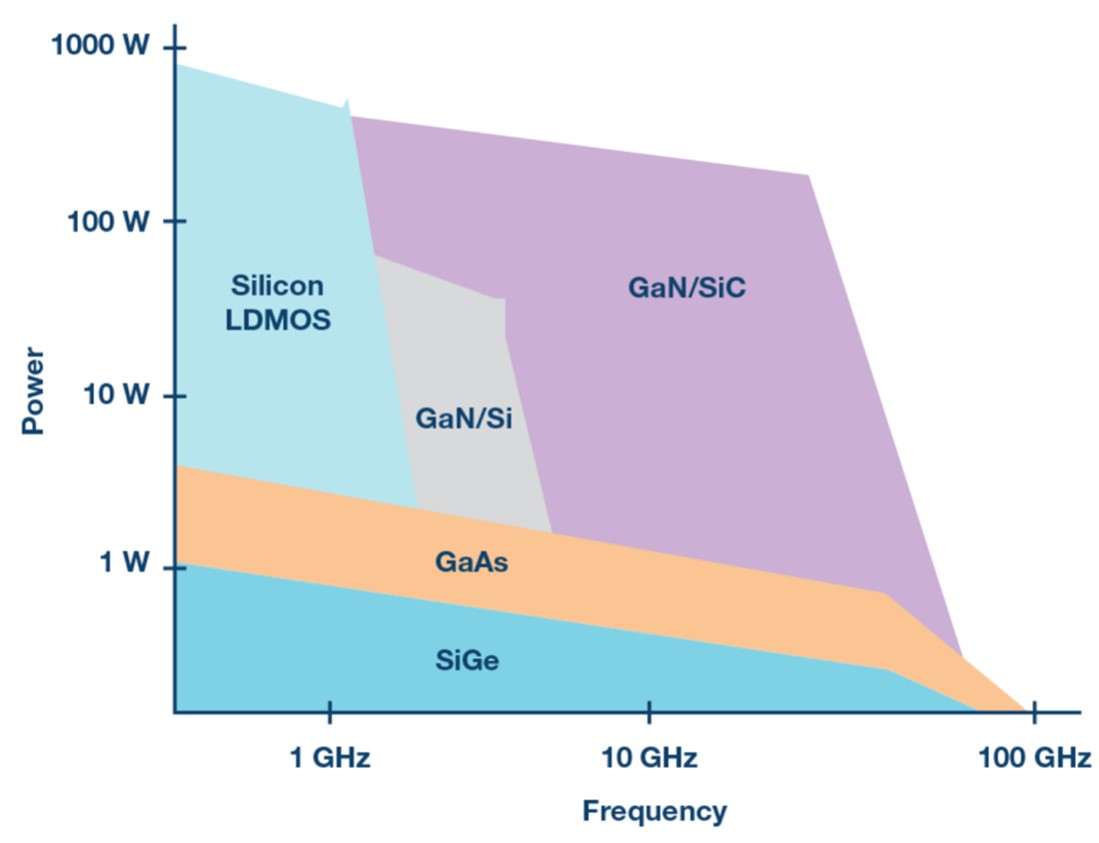 1000 W
100 W
10 W
1 W
Power
Silicon
LDMOS
GaN/SiC
GaN/Si
GaAs
SiGe
1 GHz
10 GHz
100 GHz
Frequency